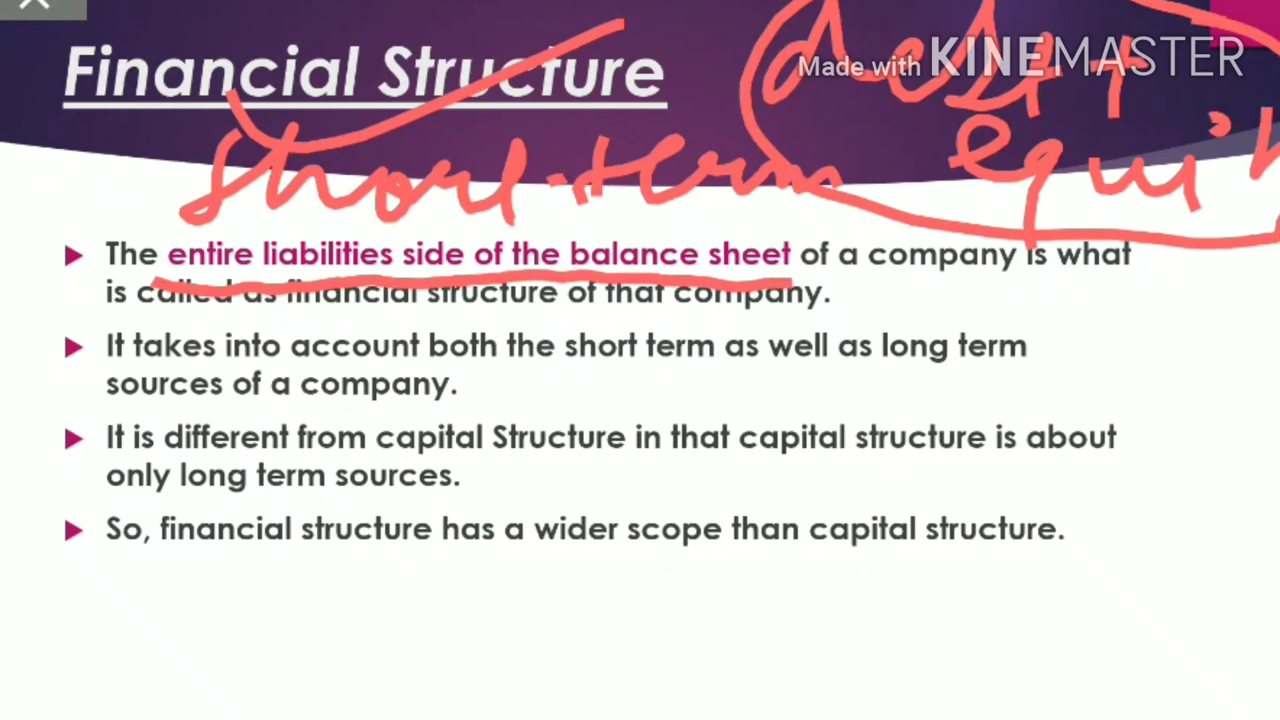 Financial Structure
Made with KINEMASTER
debt +
short-term equit
The entire liabilities side of the balance sheet of a company is what
is called as financial structure of that company.
It takes into account both the short term as well as long term
sources of a company.
It is different from capital Structure in that capital structure is about
only long term sources.
So, financial structure has a wider scope than capital structure.